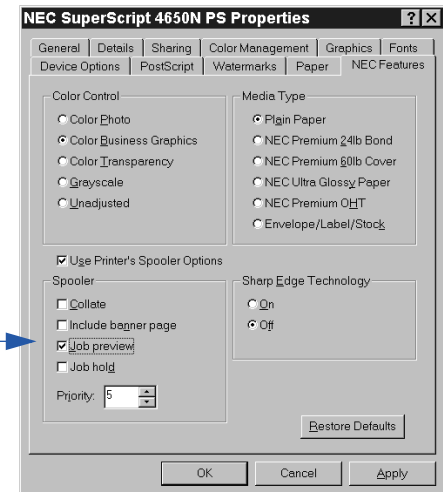 NEC SuperScript 4650N PS Properties
General Details Sharing Color Management Graphics Fonts
Device Options PostScript Watermarks Paper NEC Features
Color Control
Color Photo
Color Business Graphics
Color Transparency
Grayscale
Unadjusted
Media Type
Plain Paper
NEC Premium 24lb Bond
NEC Premium 60lb Cover
NEC Ultra Glossy Paper
NEC Premium OHT
Envelope/Label/Stock
Use Printer's Spooler Options
Spooler
Collate
Include banner page
Job preview
Job hold
Priority: 5
Sharp Edge Technology
On
Off
Restore Defaults
OK Cancel Apply